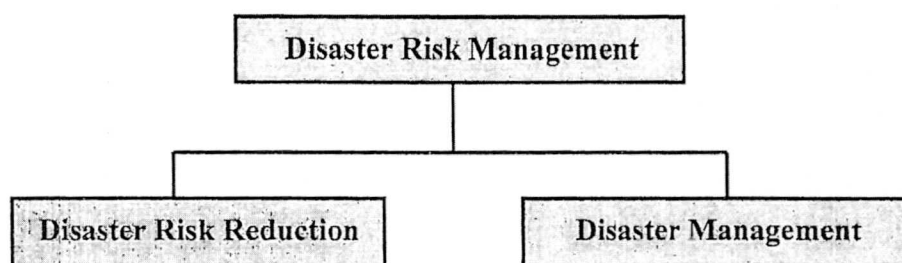 Disaster Risk Management
Disaster Risk Reduction
Disaster Management